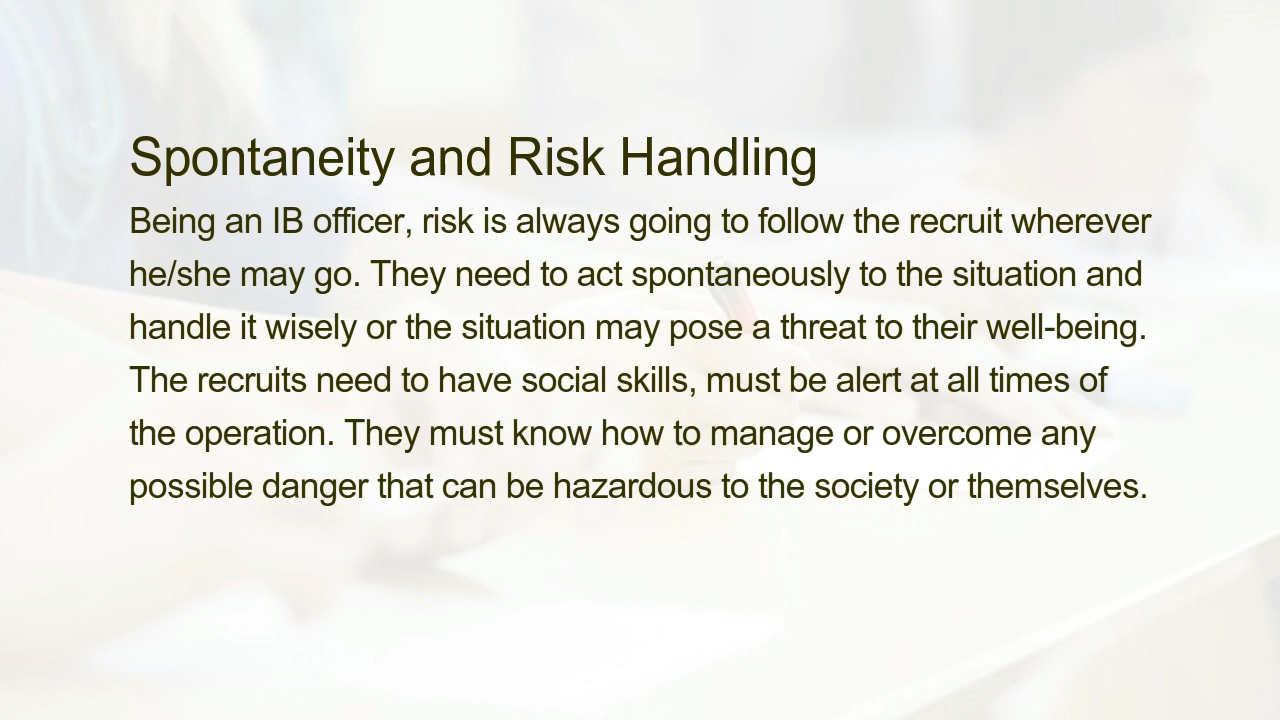 Spontaneity and Risk Handling
Being an IB officer, risk is always going to follow the recruit wherever
he/she may go. They need to act spontaneously to the situation and
handle it wisely or the situation may pose a threat to their well-being.
The recruits need to have social skills, must be alert at all times of
the operation. They must know how to manage or overcome any
possible danger that can be hazardous to the society or themselves.